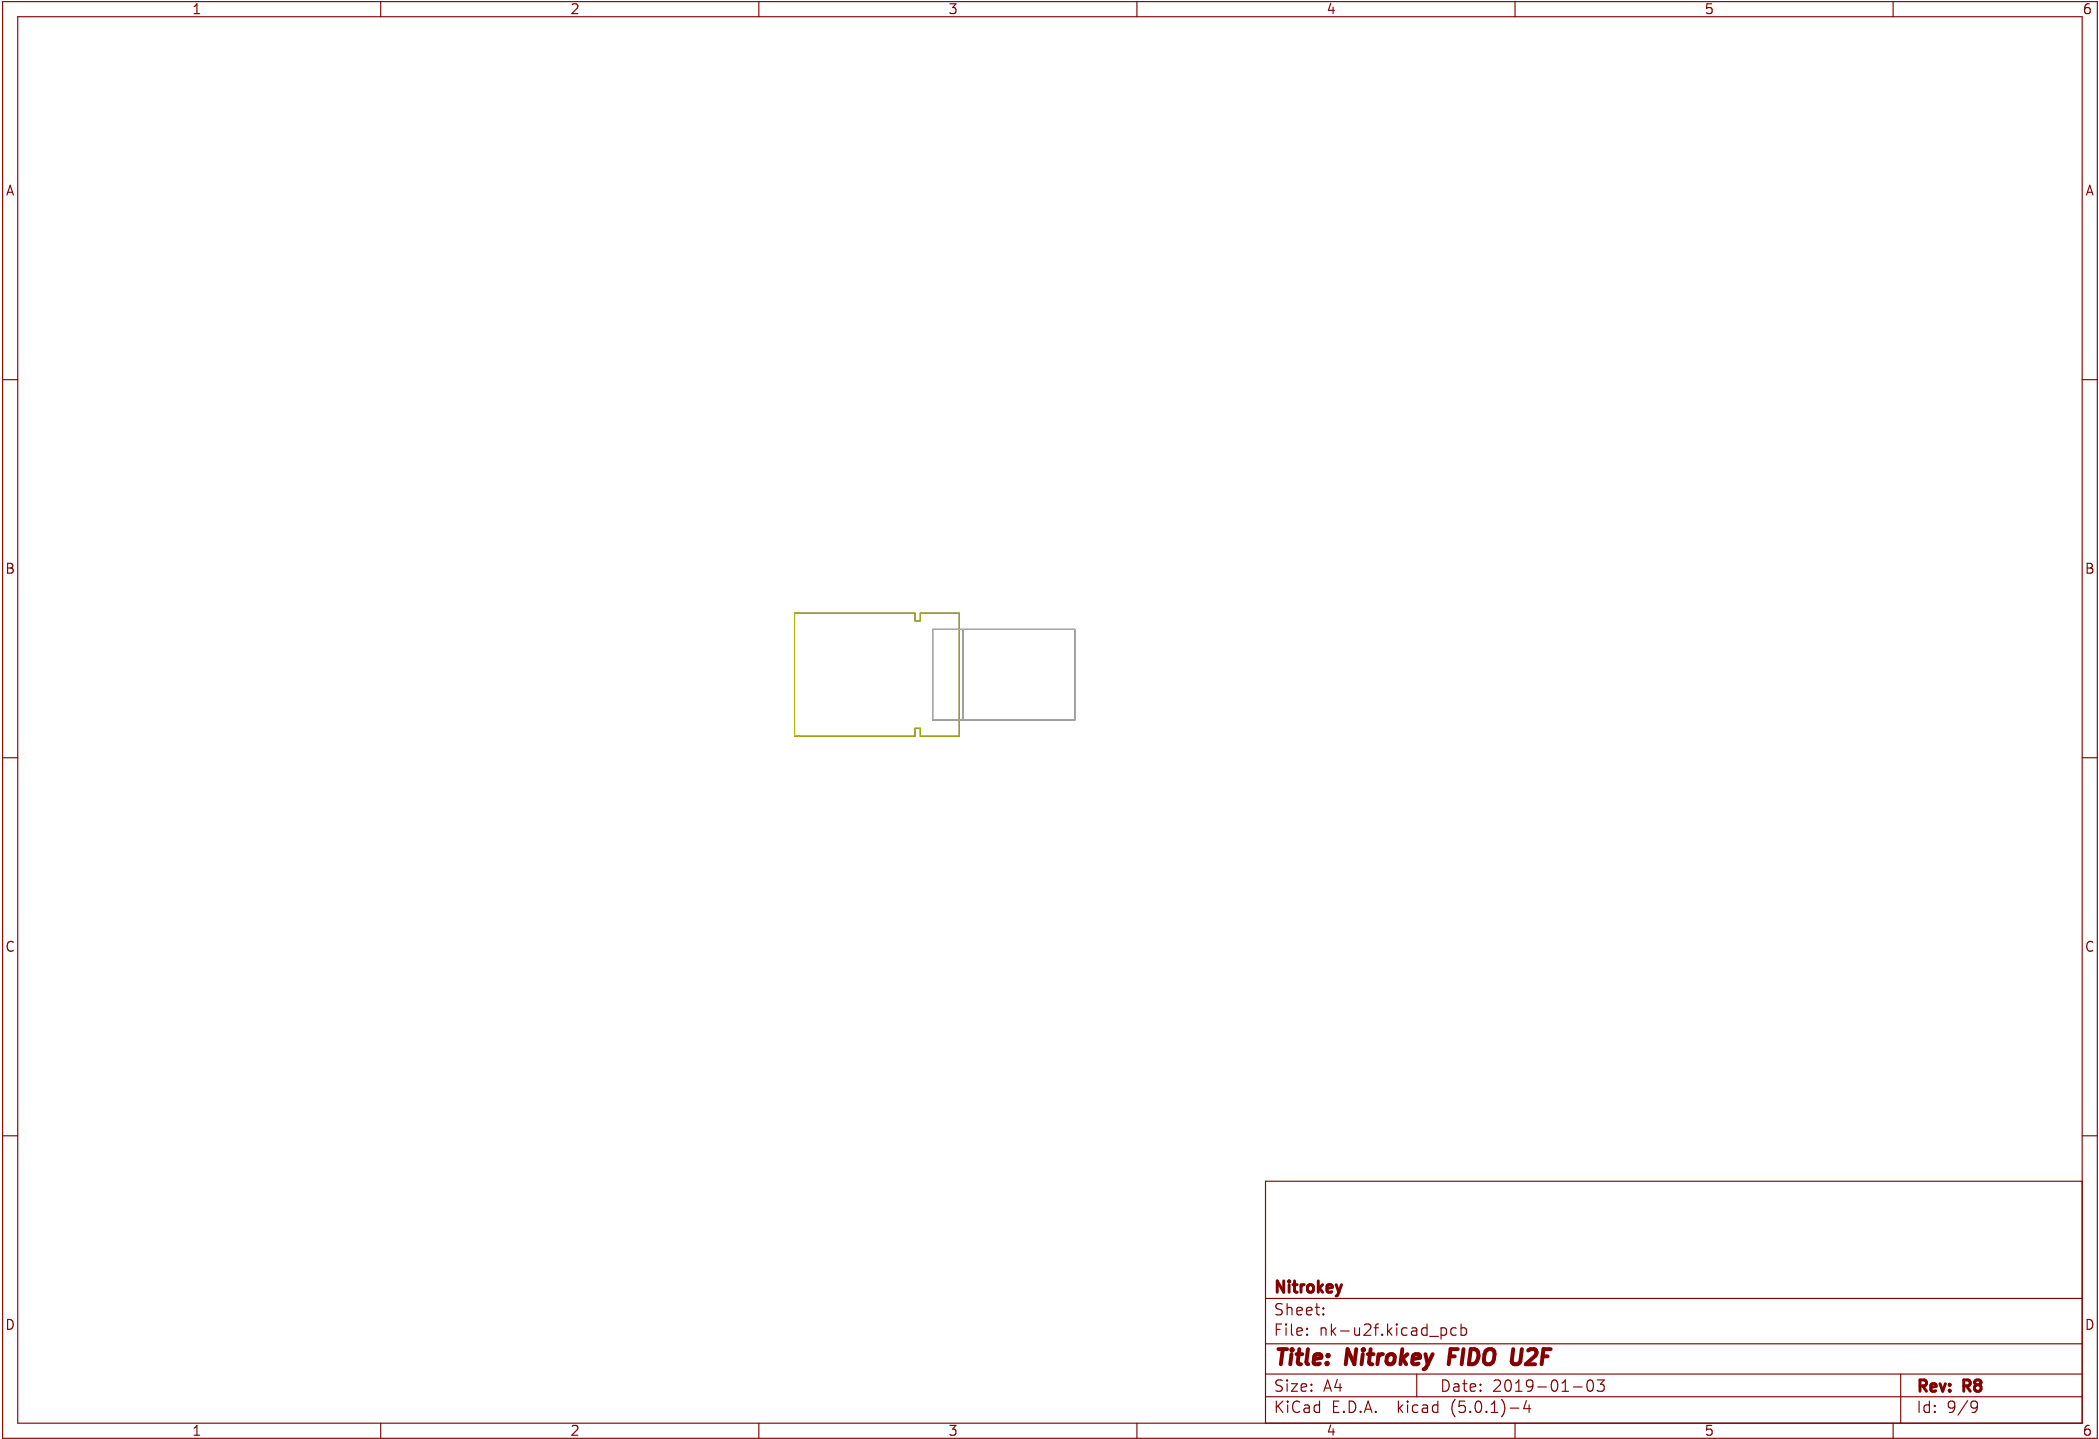 1 2 3 4 5 6
A A
B B
C C
Nitrokey
Sheet:
D File: nk-u2f.kicad_pcb D
Title: Nitrokey FIDO U2F
Size: A4 Date: 2019-01-03 Rev: R8
KiCad E.D.A. kicad (5.0.1)-4 Id: 9/9
1 2 3 4 5 6